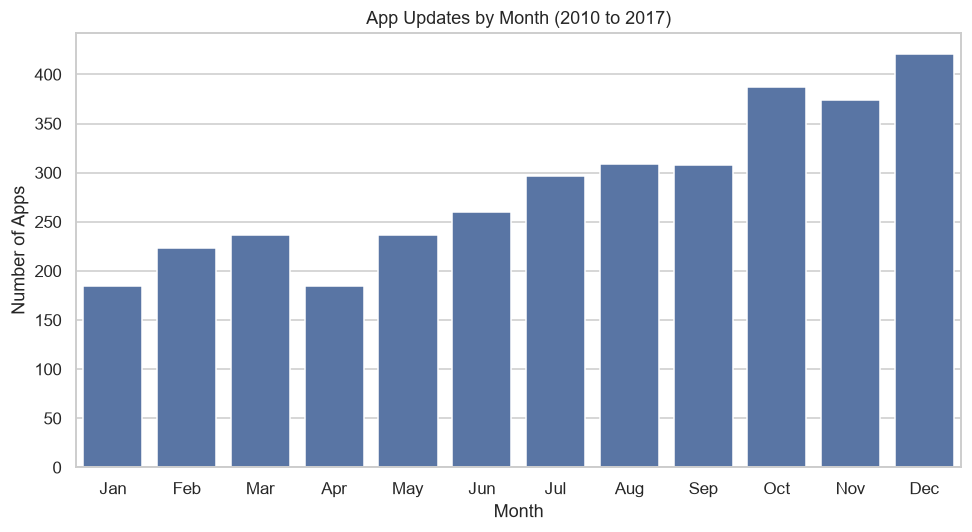 App Updates by Month (2010 to 2017)
Number of Apps
400
350
300
250
200
150
100
50
0
Jan Feb Mar Apr May Jun Jul Aug Sep Oct Nov Dec
Month